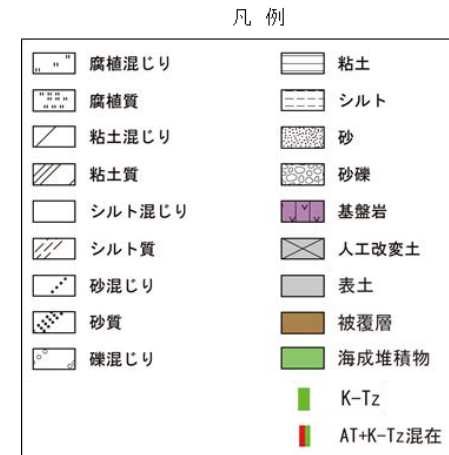 凡 例
腐植混じり
腐植質
粘土混じり
粘土質
シルト混じり
シルト質
砂混じり
砂質
礫混じり
粘土
シルト
砂
砂礫
基盤岩
人工改変土
表土
被覆層
海成堆積物
K-Tz
AT+K-Tz混在